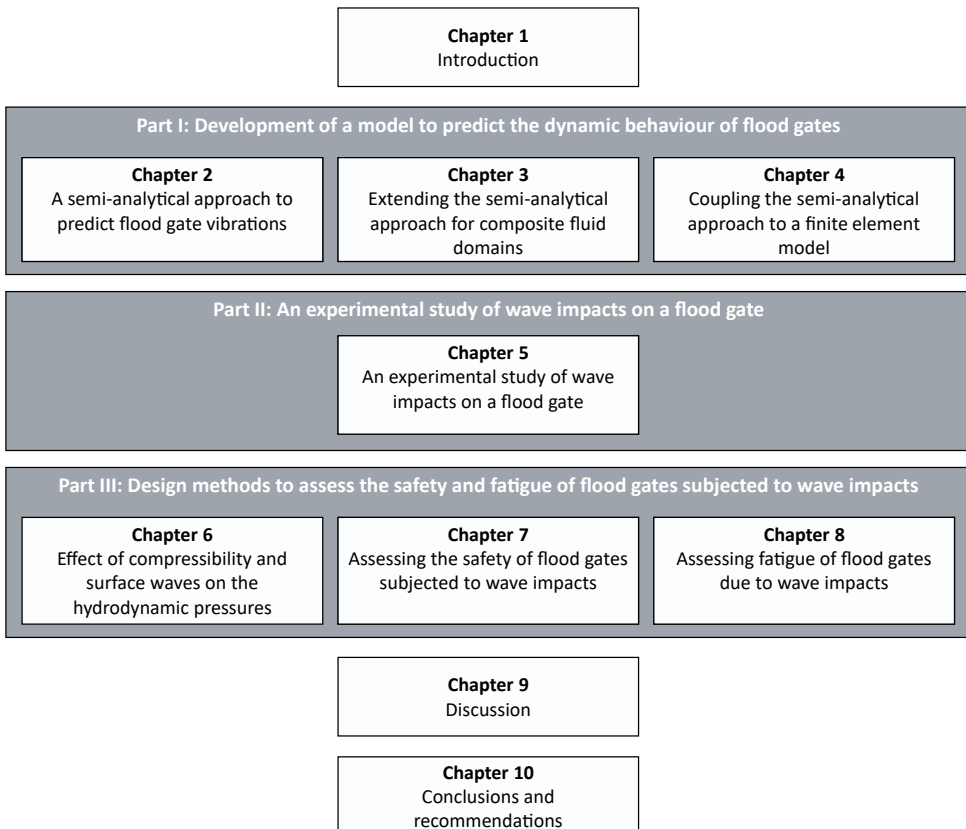 Chapter 1
Introduction
Part I: Development of a model to predict the dynamic behaviour of flood gates
Chapter 2
A semi-analytical approach to
predict flood gate vibrations
Chapter 3
Extending the semi-analytical
approach for composite fluid
domains
Chapter 4
Coupling the semi-analytical
approach to a finite element
model
Part II: An experimental study of wave impacts on a flood gate
Chapter 5
An experimental study of wave
impacts on a flood gate
Part III: Design methods to assess the safety and fatigue of flood gates subjected to wave impacts
Chapter 6
Effect of compressibility and
surface waves on the
hydrodynamic pressures
Chapter 7
Assessing the safety of flood gates
subjected to wave impacts
Chapter 8
Assessing fatigue of flood gates
due to wave impacts
Chapter 9
Discussion
Chapter 10
Conclusions and
recommendations